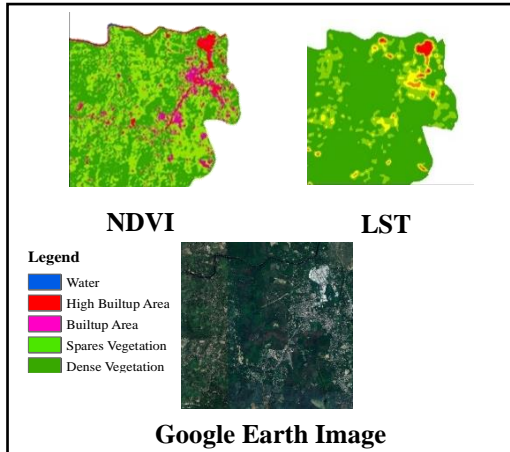 NDVI
LST
Legend
Water
High Builtup Area
Builtup Area
Spares Vegetation
Dense Vegetation
Google Earth Image